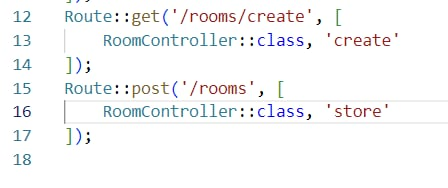 12 Route::get('/rooms/create', [
13     RoomController::class, 'create'
14 ]);
15 Route::post('/rooms', [
16     RoomController::class, 'store'
17 ]);
18